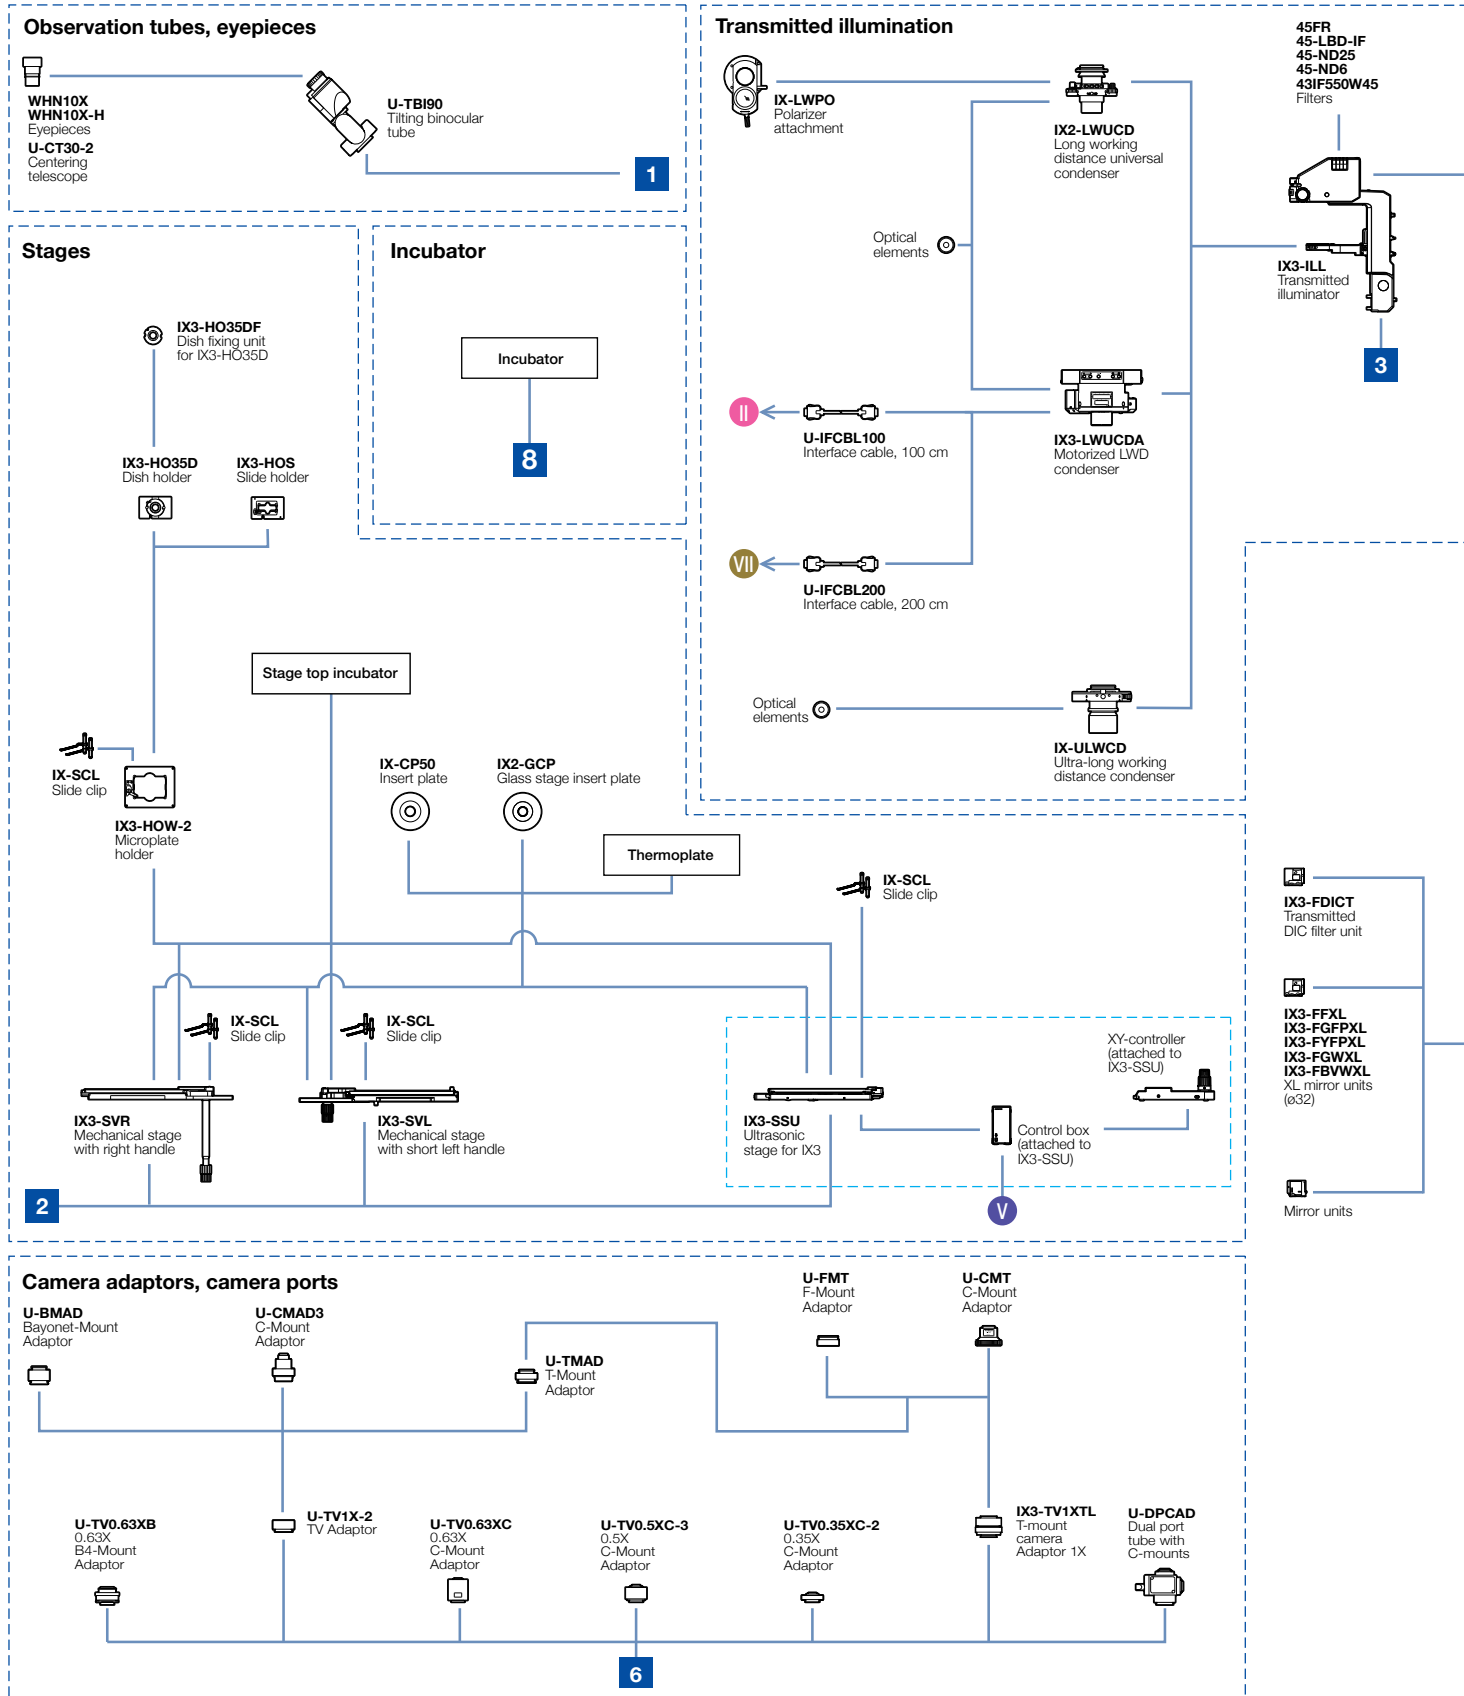 Observation tubes, eyepieces
WHN10X
WHN10X-H
Eyepieces
U-CT30-2
Centering
telescope
U-TBI90
Tilting binocular
tube
1
Transmitted illumination
IX-LWPO
Polarizer
attachment
IX2-LWUCD
Long working
distance universal
condenser
45FR
45-LBD-IF
45-ND25
45-ND6
43IF550W45
Filters
Optical
elements
IX3-ILL
Transmitted
illuminator
3
II
U-IFCBL100
Interface cable, 100 cm
IX3-LWUCDA
Motorized LWD
condenser
VII
U-IFCBL200
Interface cable, 200 cm
Optical
elements
IX-ULWCD
Ultra-long working
distance condenser
Stages
IX3-HO35DF
Dish fixing unit
for IX3-HO35D
IX3-HO35D
Dish holder
IX3-HOS
Slide holder
Incubator
Incubator
8
Stage top incubator
IX-SCL
Slide clip
IX3-HOW-2
Microplate
holder
IX-CP50
Insert plate
IX2-GCP
Glass stage insert plate
Thermoplate
IX-SCL
Slide clip
IX-SCL
Slide clip
IX-SCL
Slide clip
IX3-SVR
Mechanical stage
with right handle
IX3-SVL
Mechanical stage
with short left handle
IX3-SSU
Ultrasonic
stage for IX3
XY-controller
(attached to
IX3-SSU)
Control box
(attached to
IX3-SSU)
2
V
IX3-FDICT
Transmitted
DIC filter unit
IX3-FFXL
IX3-FGFPXL
IX3-FYFPXL
IX3-FGWXL
IX3-FBVWXL
XL mirror units
(ø32)
Mirror units
Camera adaptors, camera ports
U-BMAD
Bayonet-Mount
Adaptor
U-CMAD3
C-Mount
Adaptor
U-TMAD
T-Mount
Adaptor
U-FMT
F-Mount
Adaptor
U-CMT
C-Mount
Adaptor
U-TV0.63XB
0.63X
B4-Mount
Adaptor
U-TV1X-2
TV Adaptor
U-TV0.63XC
0.63X
C-Mount
Adaptor
U-TV0.5XC-3
0.5X
C-Mount
Adaptor
U-TV0.35XC-2
0.35X
C-Mount
Adaptor
IX3-TV1XTL
T-mount
camera
Adaptor 1X
U-DPCAD
Dual port
tube with
C-mounts
6